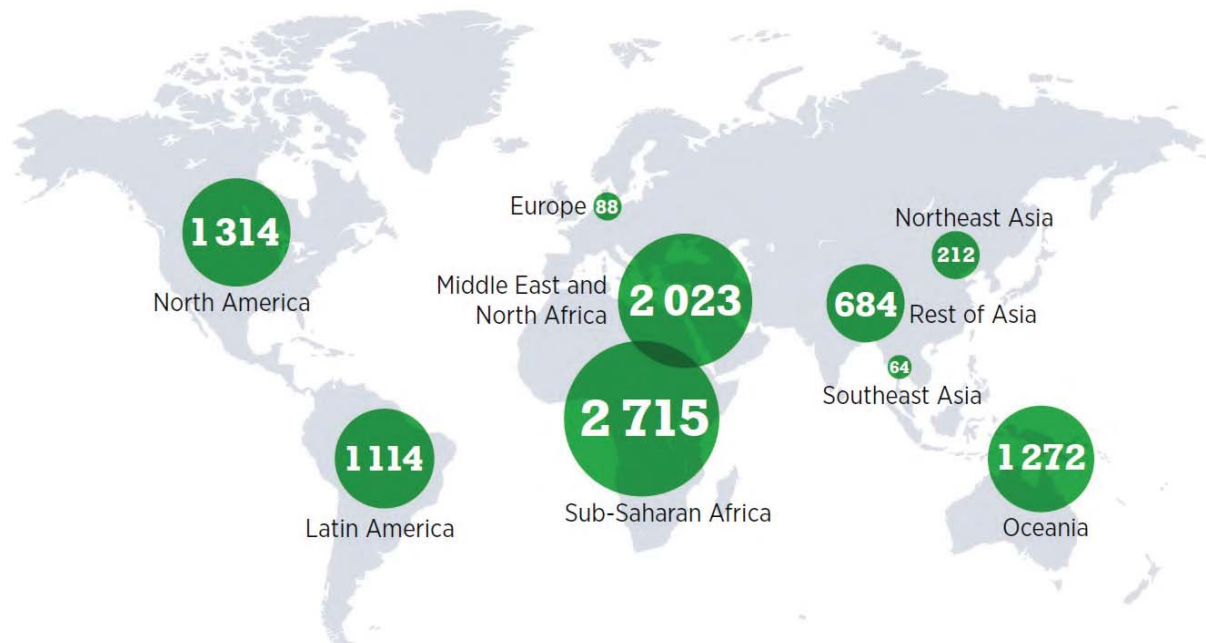 Europe 88
Northeast Asia
212
1 314
North America
Middle East and
North Africa
2 023
684
Rest of Asia
64
Southeast Asia
2 715
Sub-Saharan Africa
1 114
Latin America
1 272
Oceania